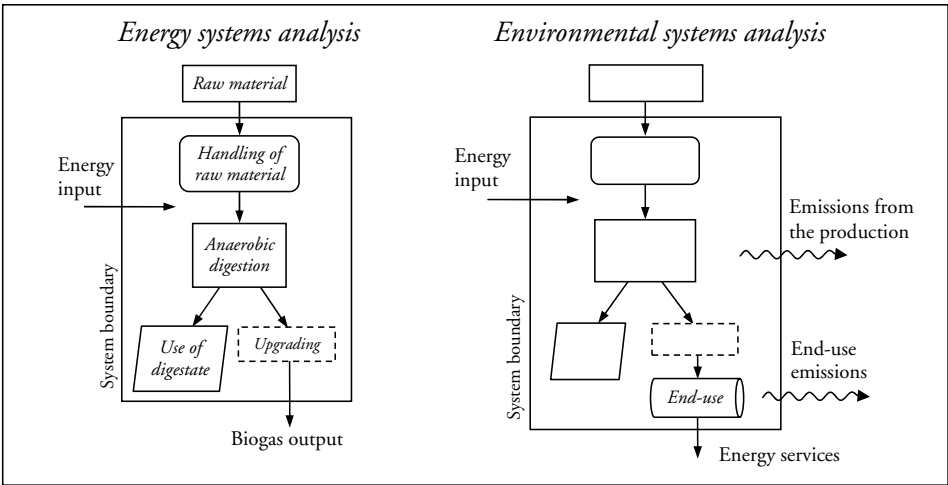 Energy systems analysis
Raw material
Energy
input
Handling of
raw material
Anaerobic
digestion
System boundary
Use of
digestate
Upgrading
Biogas output
Environmental systems analysis
Energy
input
Emissions from
the production
System boundary
End-use
emissions
End-use
Energy services